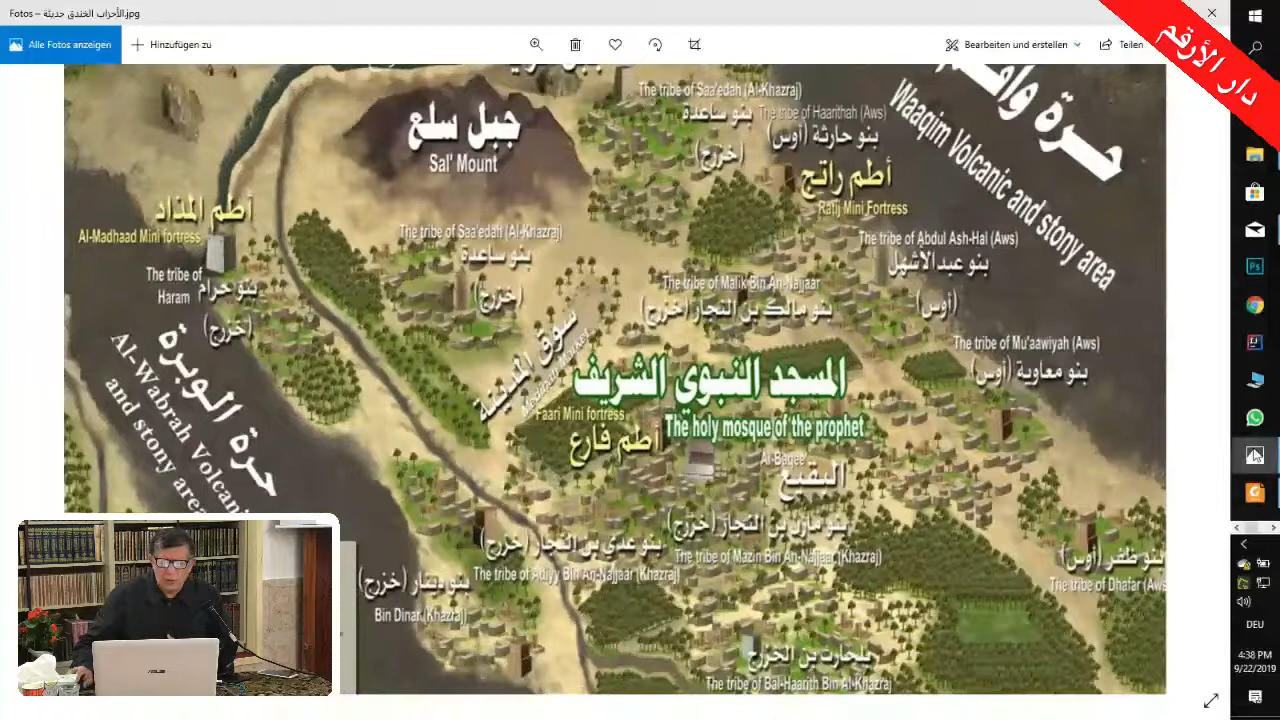 الأحزاب الخندق حديثة.jpg – Fotos
Alle Fotos anzeigen
Hinzufügen zu
Bearbeiten und erstellen
Teilen
دار الأرقم
The tribe of Saa'edah (Al-Khazraj)
بنو ساعدة
(خزرج)
The tribe of Haarithah (Aws)
بنو حارثة (أوس)
حرة واقم
Waaqim Volcanic and stony area
جبل سلع
Sal' Mount
أطم راتج
Ratij Mini Fortress
أطم المذاد
Al-Madhaad Mini fortress
The tribe of Saa'edah (Al-Khazraj)
بنو ساعدة
(خزرج)
The tribe of Abdul Ash-Hal (Aws)
بنو عبدالاشهل
(أوس)
The tribe of
Haram
بنو حرام
(خزرج)
The tribe of Malik Bin An-Najjaar
بنو مالك بن النجار (خزرج)
سوق المدينة
Madinah Market
The tribe of Mu'aawiyah (Aws)
بنو معاوية (أوس)
حرة الوبرة
Al-Wabrah Volcani
and stony area
المسجد النبوي الشريف
The holy mosque of the prophet
Faari Mini fortress
أطم فارع
Al-Baqee'
البقيع
بنو مازن بن النجار (خزرج)
The tribe of Mazin Bin An-Najjaar (Khazraj)
بنو عدي بن النجار (خزرج)
The tribe of Adiyy Bin An-Najjaar (Khazraj)
بنو دينار (خزرج)
Bin Dinar (Khazraj)
بنو ظفر (أوس)
The tribe of Dhafar (Aws
بلحارث بن الخزرج
The tribe of Bal-Haarith Bin Al-Khazraj
DEU
4:38 PM
9/22/2019